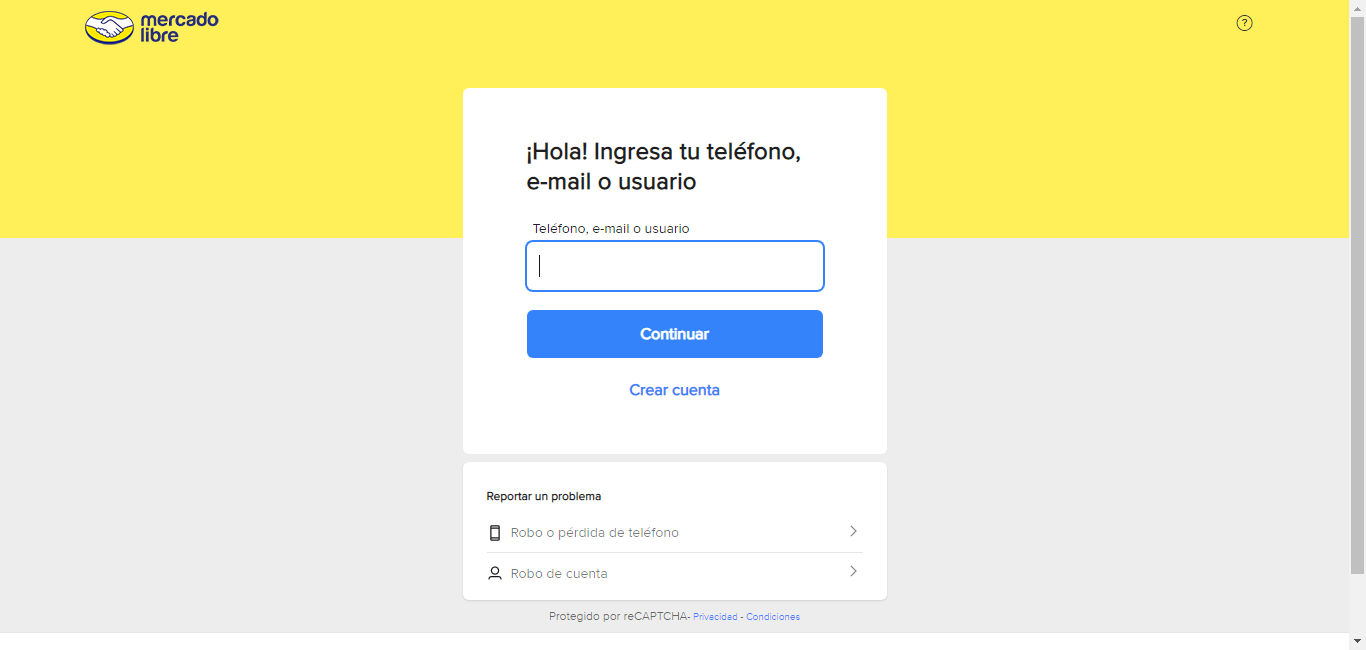 mercado
libre
?
¡Hola! Ingresa tu teléfono,
e-mail o usuario
Teléfono, e-mail o usuario
Continuar
Crear cuenta
Reportar un problema
Robo o pérdida de teléfono
Robo de cuenta
Protegido por reCAPTCHA- Privacidad - Condiciones